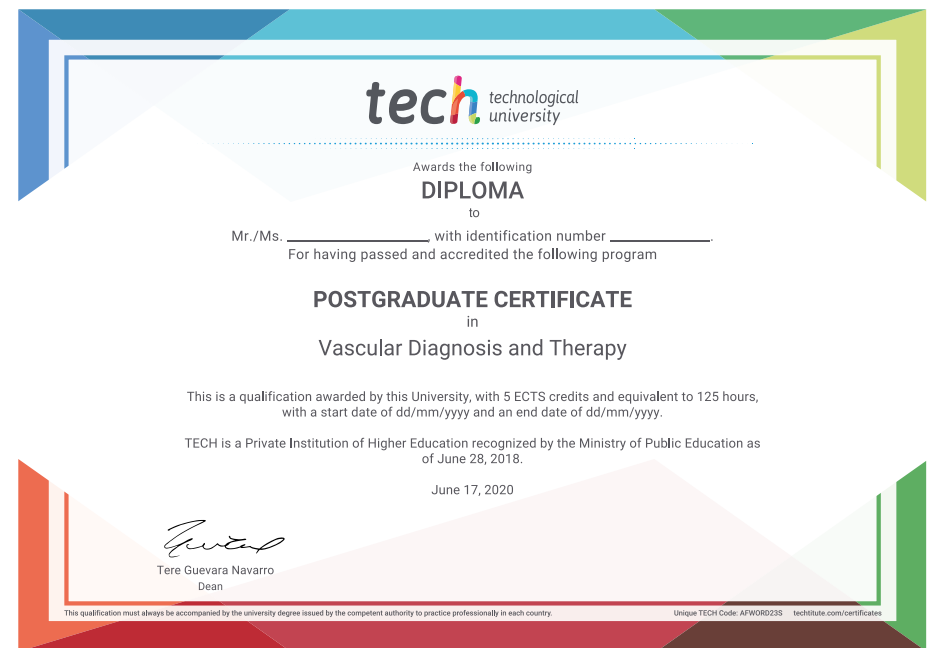 tech technological
university
Awards the following
DIPLOMA
to
Mr./Ms. ____________________, with identification number ______________.
For having passed and accredited the following program
POSTGRADUATE CERTIFICATE
in
Vascular Diagnosis and Therapy
This is a qualification awarded by this University, with 5 ECTS credits and equivalent to 125 hours,
with a start date of dd/mm/yyyy and an end date of dd/mm/yyyy.
TECH is a Private Institution of Higher Education recognized by the Ministry of Public Education as
of June 28, 2018.
June 17, 2020
Tere Guevara Navarro
Dean
This qualification must always be accompanied by the university degree issued by the competent authority to practice professionally in each country. Unique TECH Code: AFWORD23S techtitute.com/certificates